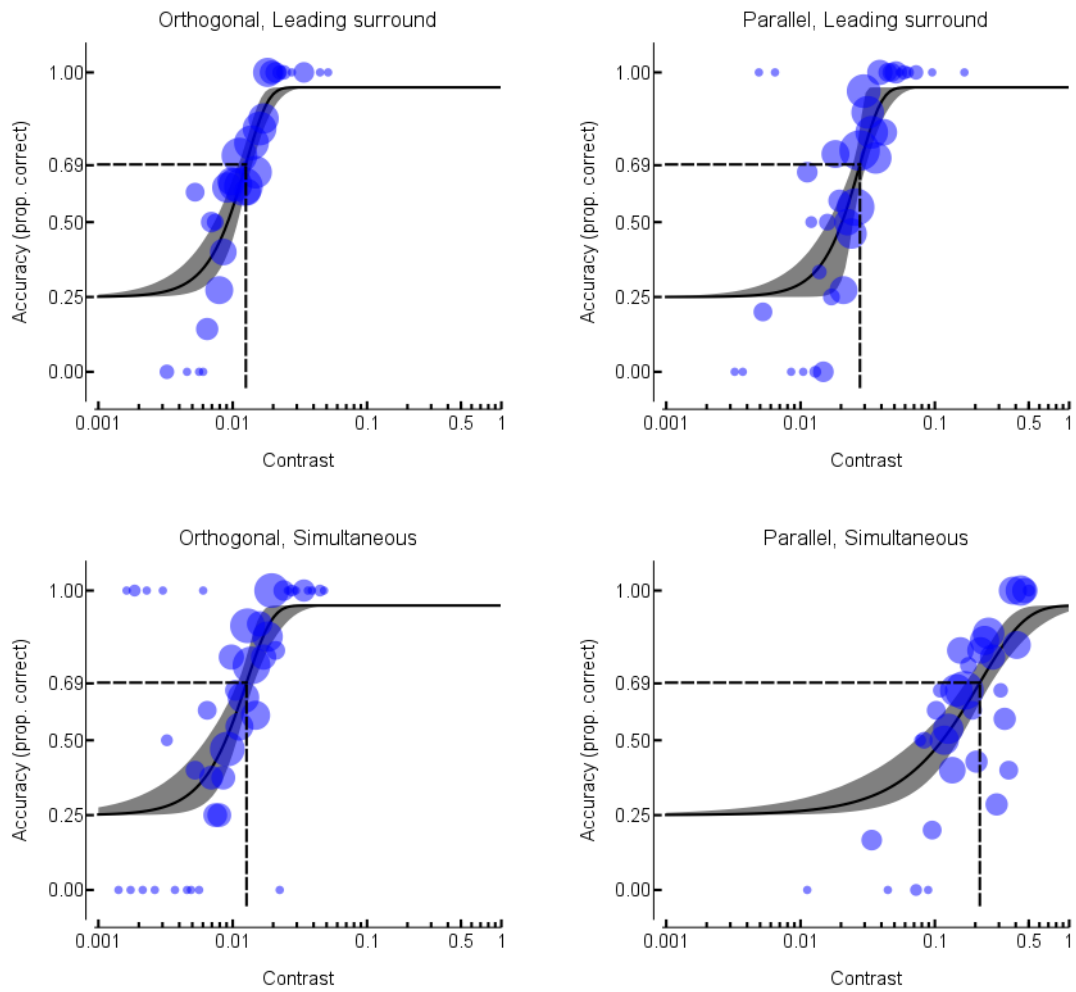 Orthogonal, Leading surround
Accuracy (prop. correct)
1.00
0.69
0.50
0.25
0.00
0.001 0.01 0.1 0.5 1
Contrast
Parallel, Leading surround
Accuracy (prop. correct)
1.00
0.69
0.50
0.25
0.00
0.001 0.01 0.1 0.5 1
Contrast
Orthogonal, Simultaneous
Accuracy (prop. correct)
1.00
0.69
0.50
0.25
0.00
0.001 0.01 0.1 0.5 1
Contrast
Parallel, Simultaneous
Accuracy (prop. correct)
1.00
0.69
0.50
0.25
0.00
0.001 0.01 0.1 0.5 1
Contrast